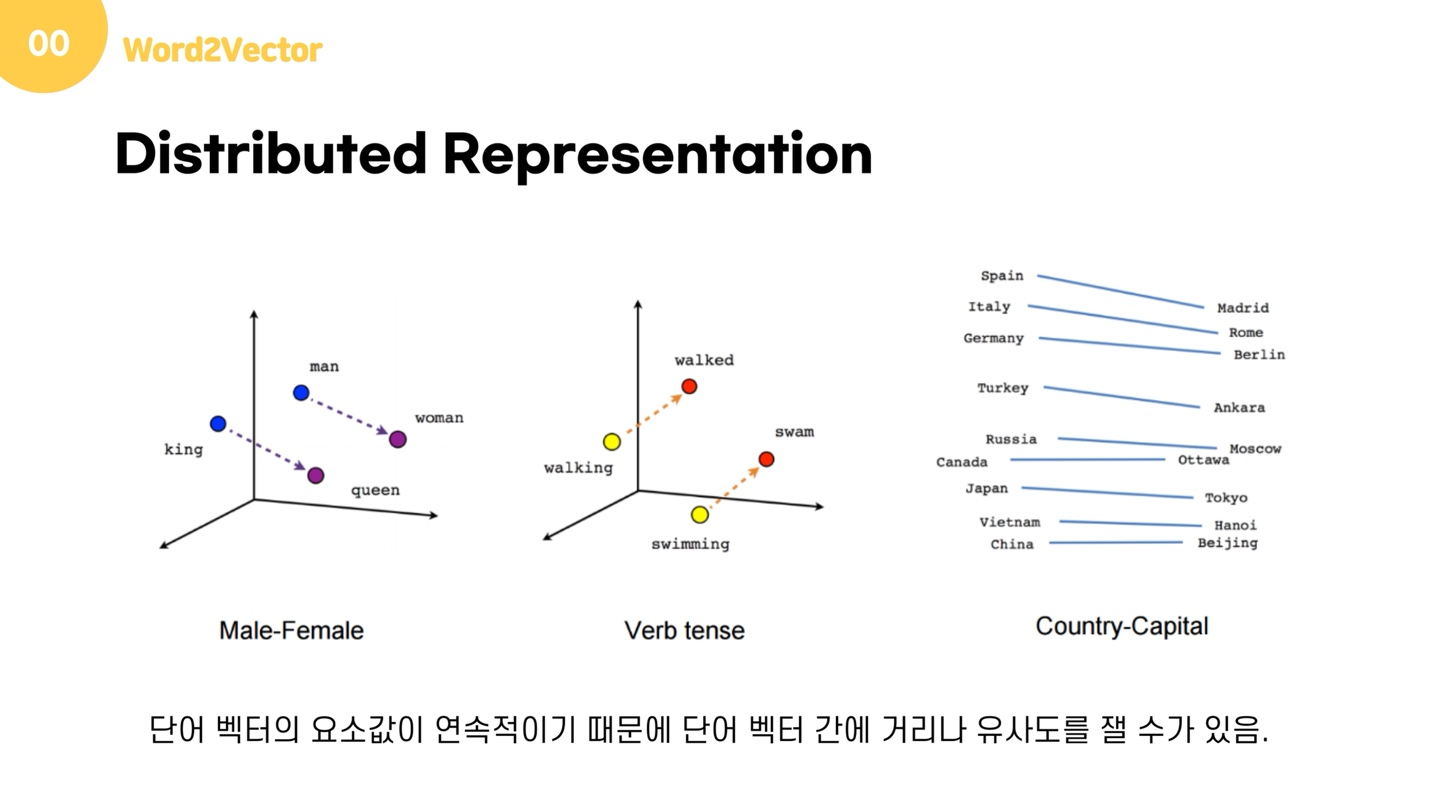 00
Word2Vector
Distributed Representation
man
woman
king
queen
Male-Female
walked
swam
walking
swimming
Verb tense
Spain Madrid
Italy Rome
Germany Berlin
Turkey Ankara
Russia Moscow
Canada Ottawa
Japan Tokyo
Vietnam Hanoi
China Beijing
Country-Capital
단어 벡터의 요소값이 연속적이기 때문에 단어 벡터 간에 거리나 유사도를 잴 수가 있음.